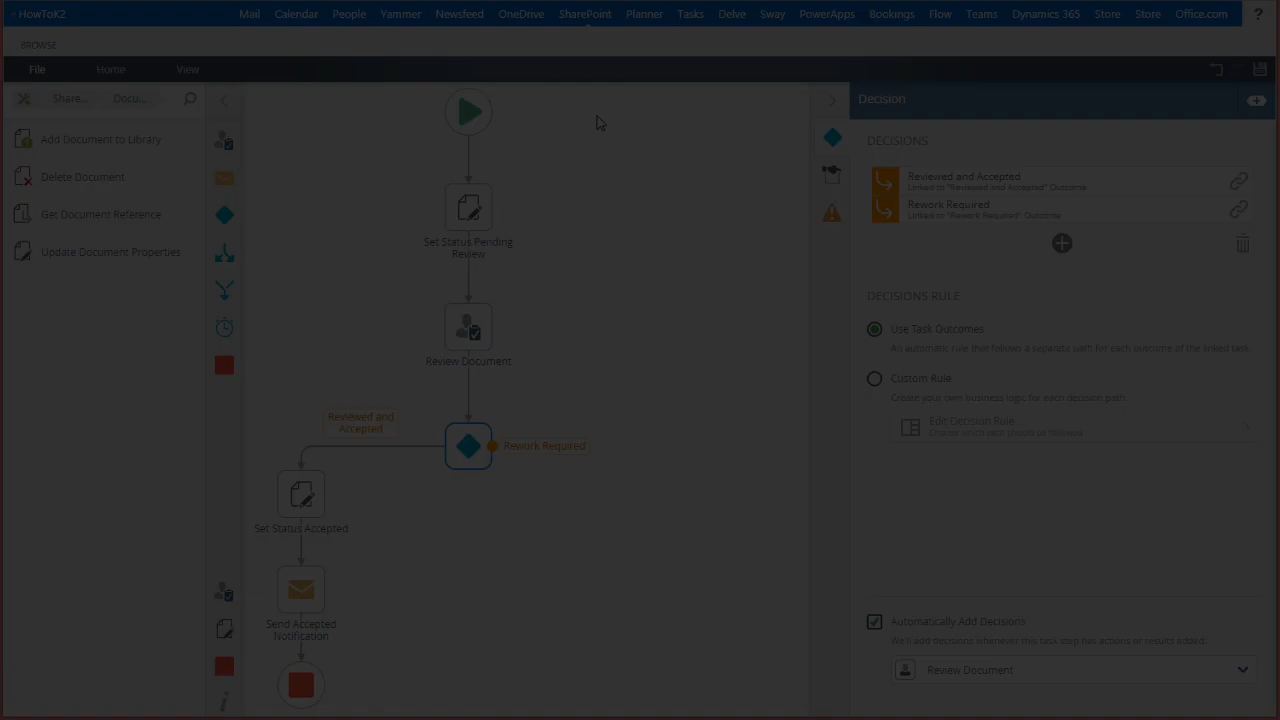 HowToK2
Mail Calendar People Yammer Newsfeed OneDrive SharePoint Planner Tasks Delve Sway PowerApps Bookings Flow Teams Dynamics 365 Store Store Office.com ?
BROWSE
File Home View
Share... Docu...
Decision
Add Document to Library
Delete Document
Get Document Reference
Update Document Properties
Set Status Pending
Review
Review Document
Reviewed and
Accepted
Rework Required
Set Status Accepted
Send Accepted
Notification
DECISIONS
Reviewed and Accepted
Linked to "Reviewed and Accepted" Outcome
Rework Required
Linked to "Rework Required" Outcome
DECISIONS RULE
Use Task Outcomes
An automatic rule that follows a separate path for each outcome of the linked task.
Custom Rule
Create your own business logic for each decision path.
Edit Decision Rule
Choose which path should be followed
Automatically Add Decisions
We'll add decisions whenever this task step has actions or results added.
Review Document